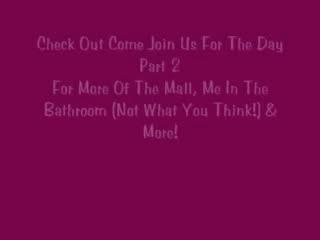 Check Out Come Join Us For The Day
Part 2
For More Of The Mall, Me In The
Bathroom (Not What You Think!) &
More!